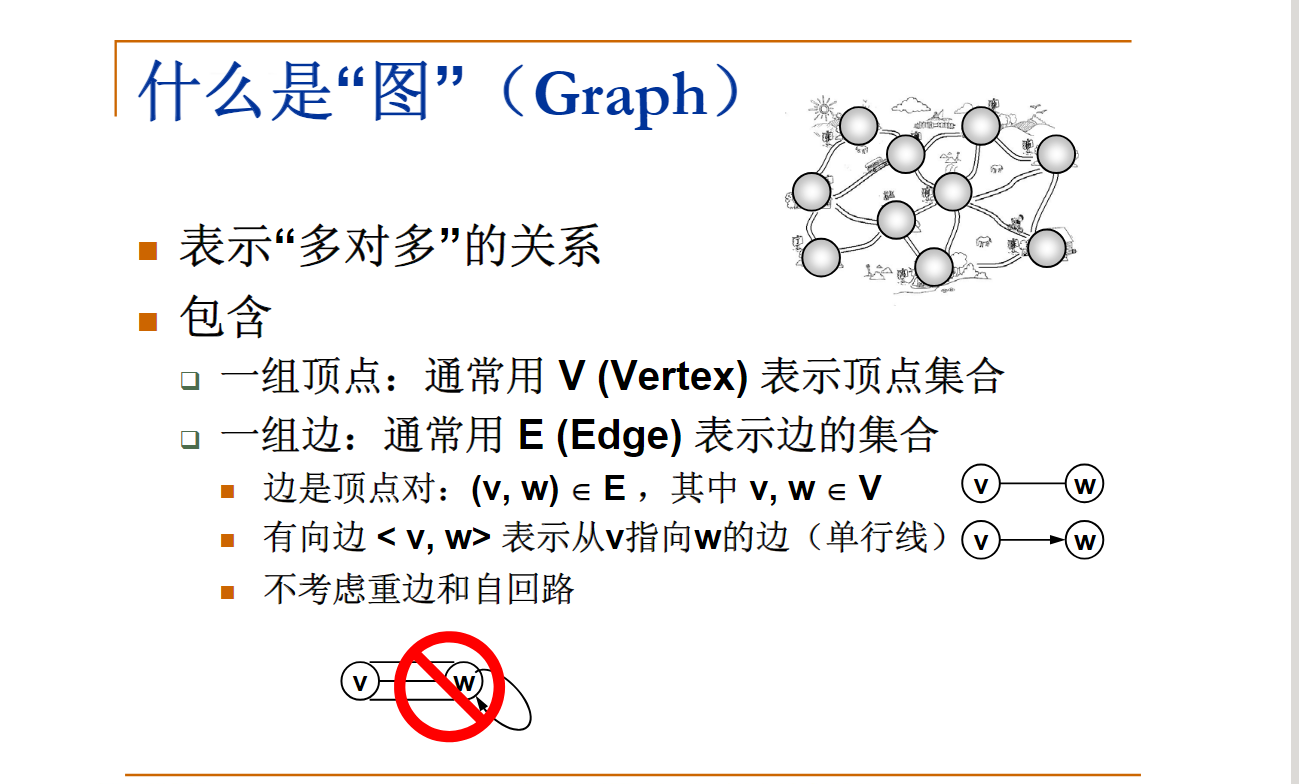 什么是“图”（Graph）
表示“多对多”的关系
包含
一组顶点：通常用 V (Vertex) 表示顶点集合
一组边：通常用 E (Edge) 表示边的集合
边是顶点对：(v, w) ∈ E ，其中 v, w ∈ V
v w
有向边 < v, w> 表示从v指向w的边（单行线）
v w
不考虑重边和自回路
v w